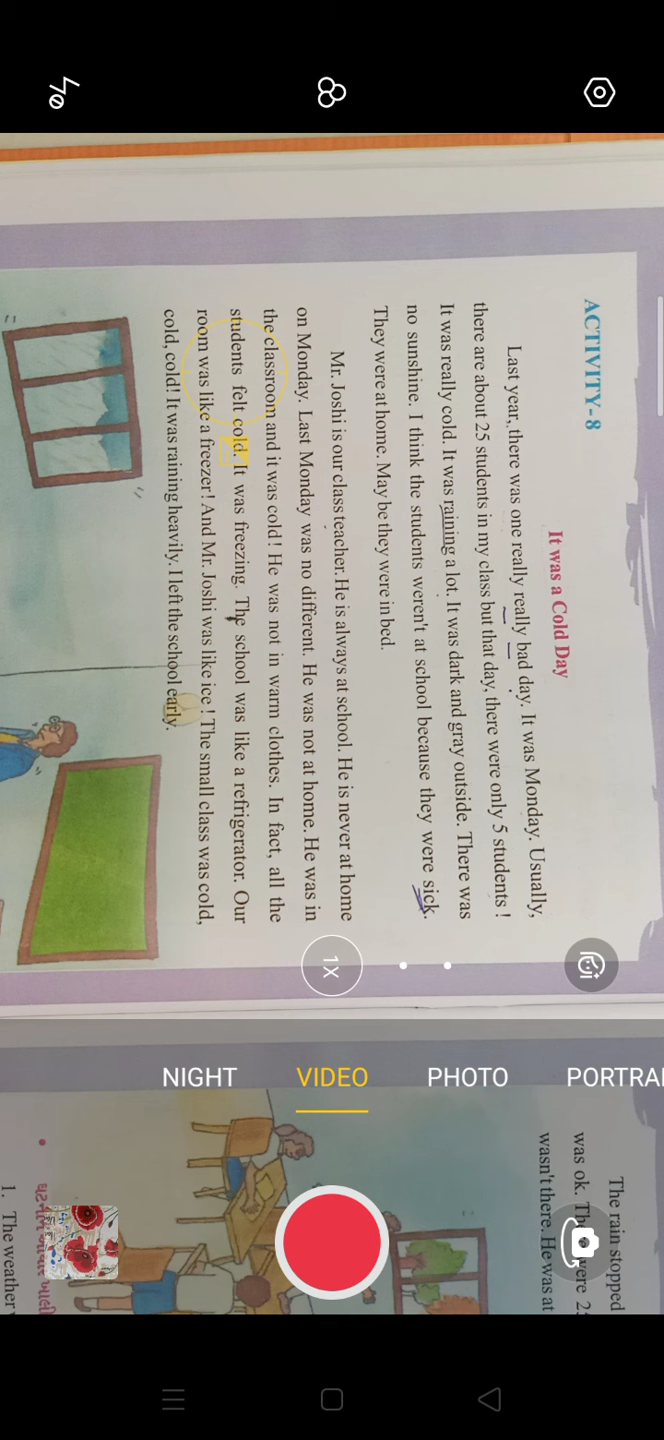 ACTIVITY-8
It was a Cold Day
Last year, there was one really really bad day. It was Monday. Usually,
there are about 25 students in my class but that day, there were only 5 students !
It was really cold. It was raining a lot. It was dark and gray outside. There was
no sunshine. I think the students weren't at school because they were sick.
They were at home. May be they were in bed.
Mr. Joshi is our class teacher. He is always at school. He is never at home
on Monday. Last Monday was no different. He was not at home. He was in
the classroom and it was cold! He was not in warm clothes. In fact, all the
students felt cold. It was freezing. The school was like a refrigerator. Our
room was like a freezer! And Mr. Joshi was like ice ! The small class was cold,
cold, cold! It was raining heavily. I left the school early.
1X
NIGHT VIDEO PHOTO PORTRAI
The rain stopped
was ok. were
wasn't there. He was at
1. The weather